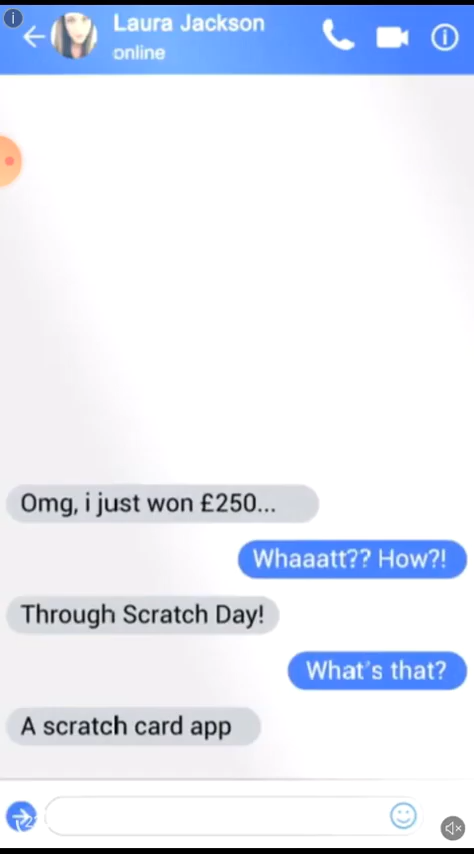 Laura Jackson
online
Omg, i just won £250...
Whaaatt?? How?!
Through Scratch Day!
What's that?
A scratch card app